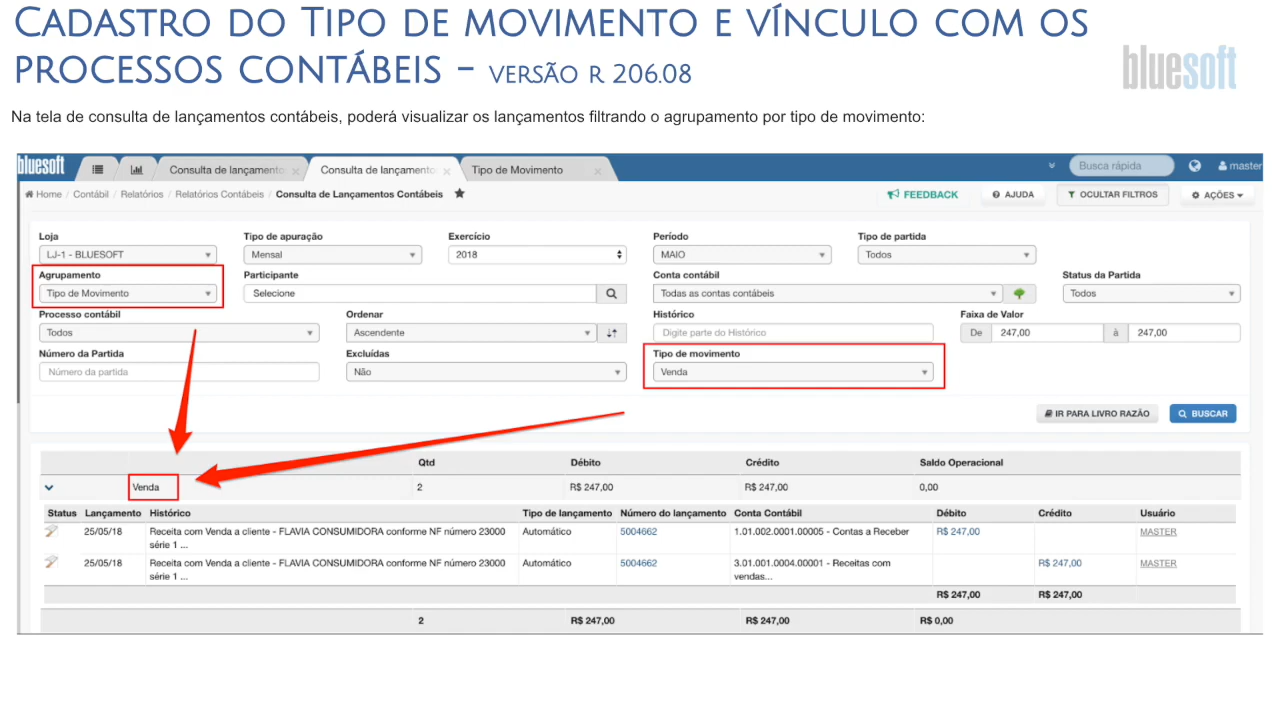 Cadastro do Tipo de movimento e vínculo com os
processos contábeis - versão R 206.08
bluesoft
Na tela de consulta de lançamentos contábeis, poderá visualizar os lançamentos filtrando o agrupamento por tipo de movimento:
bluesoft Consulta de lançamento Consulta de lançamento Tipo de Movimento Busca rápida master
Home / Contábil / Relatórios / Relatórios Contábeis / Consulta de Lançamentos Contábeis FEEDBACK AJUDA OCULTAR FILTROS AÇÕES
Loja Tipo de apuração Exercício Período Tipo de partida
LJ-1 - BLUESOFT Mensal 2018 MAIO Todos
Agrupamento Participante Conta contábil Status da Partida
Tipo de Movimento Selecione Todas as contas contábeis Todos
Processo contábil Ordenar Histórico Faixa de Valor
Todos Ascendente Digite parte do Histórico De 247,00 à 247,00
Número da Partida Excluídas Tipo de movimento
Número da partida Não Venda
IR PARA LIVRO RAZÃO BUSCAR
Qtd Débito Crédito Saldo Operacional
Venda 2 R$ 247,00 R$ 247,00 0,00
Status Lançamento Histórico Tipo de lançamento Número do lançamento Conta Contábil Débito Crédito Usuário
25/05/18 Receita com Venda a cliente - FLAVIA CONSUMIDORA conforme NF número 23000 Automático 5004662 1.01.002.0001.00005 - Contas a Receber R$ 247,00 MASTER
série 1 ...
25/05/18 Receita com Venda a cliente - FLAVIA CONSUMIDORA conforme NF número 23000 Automático 5004662 3.01.001.0004.00001 - Receitas com R$ 247,00 MASTER
série 1 ... vendas...
R$ 247,00 R$ 247,00
2 R$ 247,00 R$ 247,00 R$ 0,00